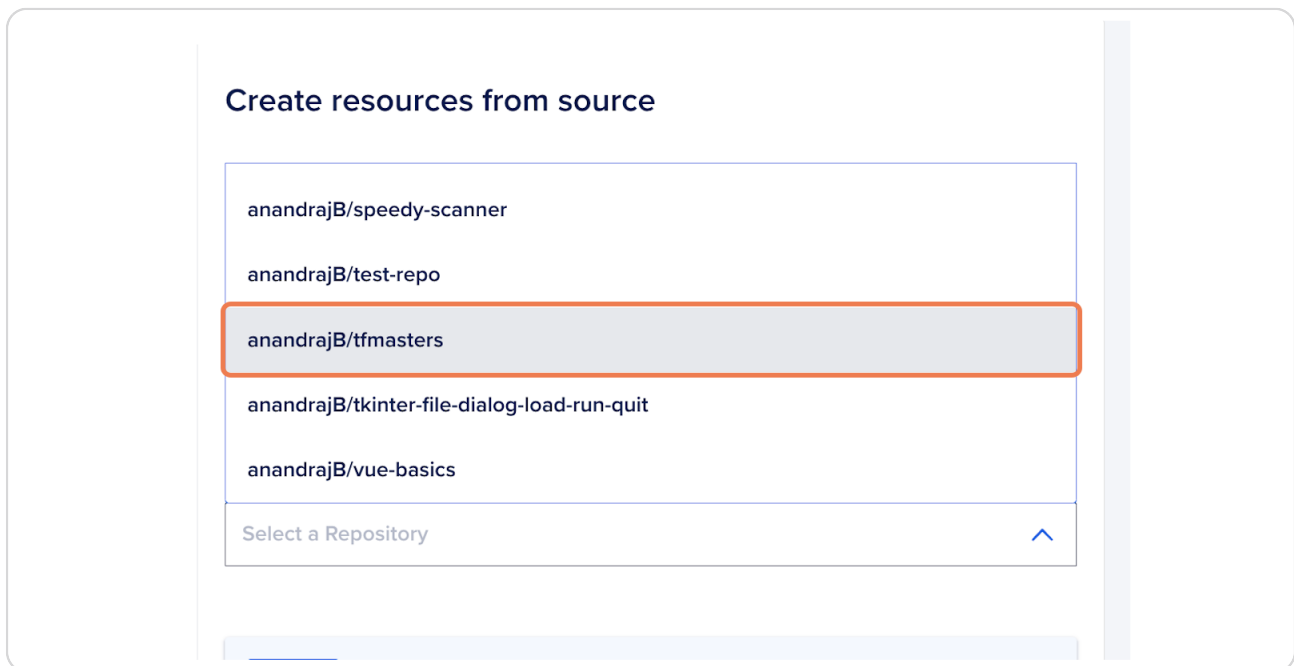 Create resources from source
anandrajB/speedy-scanner
anandrajB/test-repo
anandrajB/tfmasters
anandrajB/tkinter-file-dialog-load-run-quit
anandrajB/vue-basics
Select a Repository